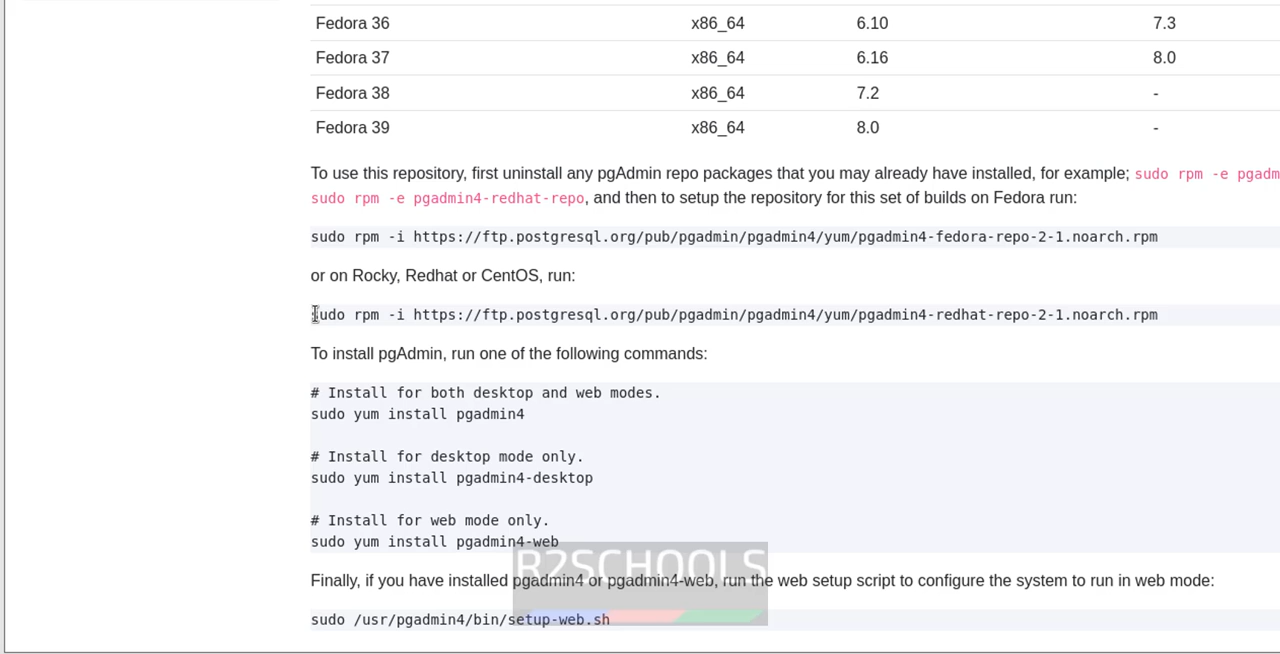 Fedora 36 x86_64 6.10 7.3
Fedora 37 x86_64 6.16 8.0
Fedora 38 x86_64 7.2 -
Fedora 39 x86_64 8.0 -
To use this repository, first uninstall any pgAdmin repo packages that you may already have installed, for example; sudo rpm -e pgadm
sudo rpm -e pgadmin4-redhat-repo, and then to setup the repository for this set of builds on Fedora run:
sudo rpm -i https://ftp.postgresql.org/pub/pgadmin/pgadmin4/yum/pgadmin4-fedora-repo-2-1.noarch.rpm
or on Rocky, Redhat or CentOS, run:
sudo rpm -i https://ftp.postgresql.org/pub/pgadmin/pgadmin4/yum/pgadmin4-redhat-repo-2-1.noarch.rpm
To install pgAdmin, run one of the following commands:
# Install for both desktop and web modes.
sudo yum install pgadmin4
# Install for desktop mode only.
sudo yum install pgadmin4-desktop
# Install for web mode only.
sudo yum install pgadmin4-web
R2SCHOOLS
Finally, if you have installed pgadmin4 or pgadmin4-web, run the web setup script to configure the system to run in web mode:
sudo /usr/pgadmin4/bin/setup-web.sh